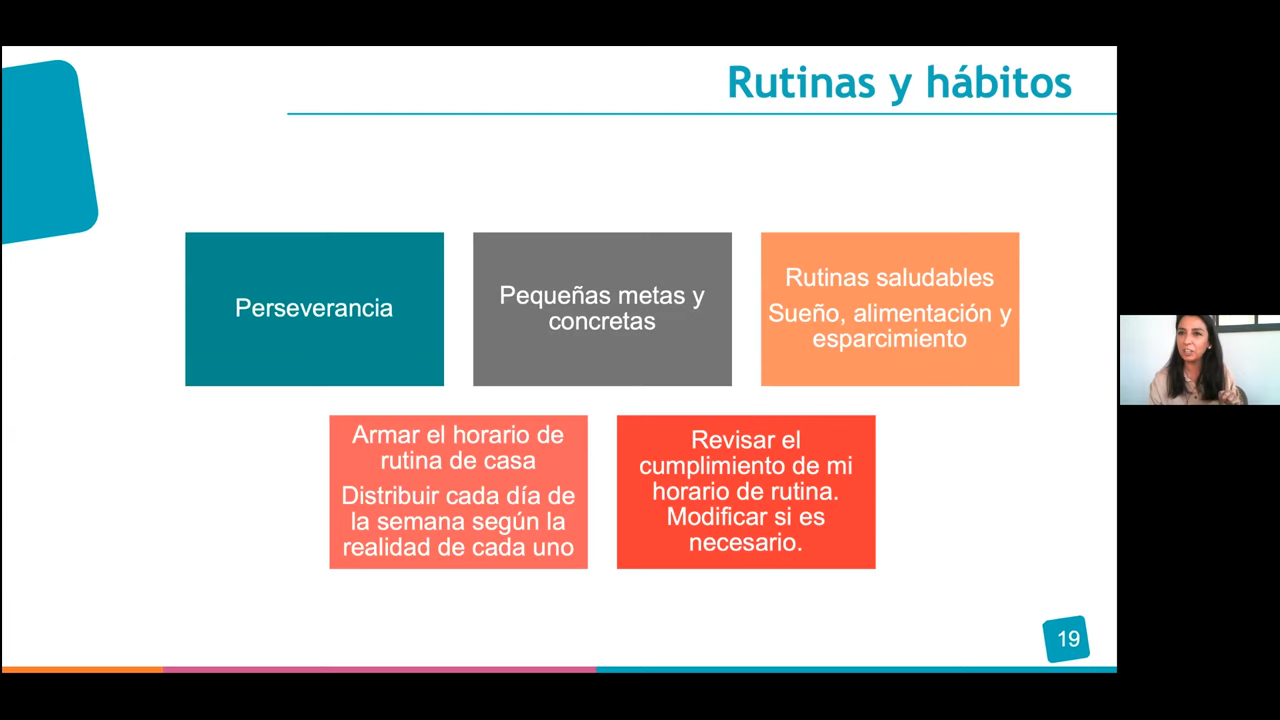 Rutinas y hábitos
Perseverancia
Pequeñas metas y
concretas
Rutinas saludables
Sueño, alimentación y
esparcimiento
Armar el horario de
rutina de casa
Distribuir cada día de
la semana según la
realidad de cada uno
Revisar el
cumplimiento de mi
horario de rutina.
Modificar si es
necesario.
19